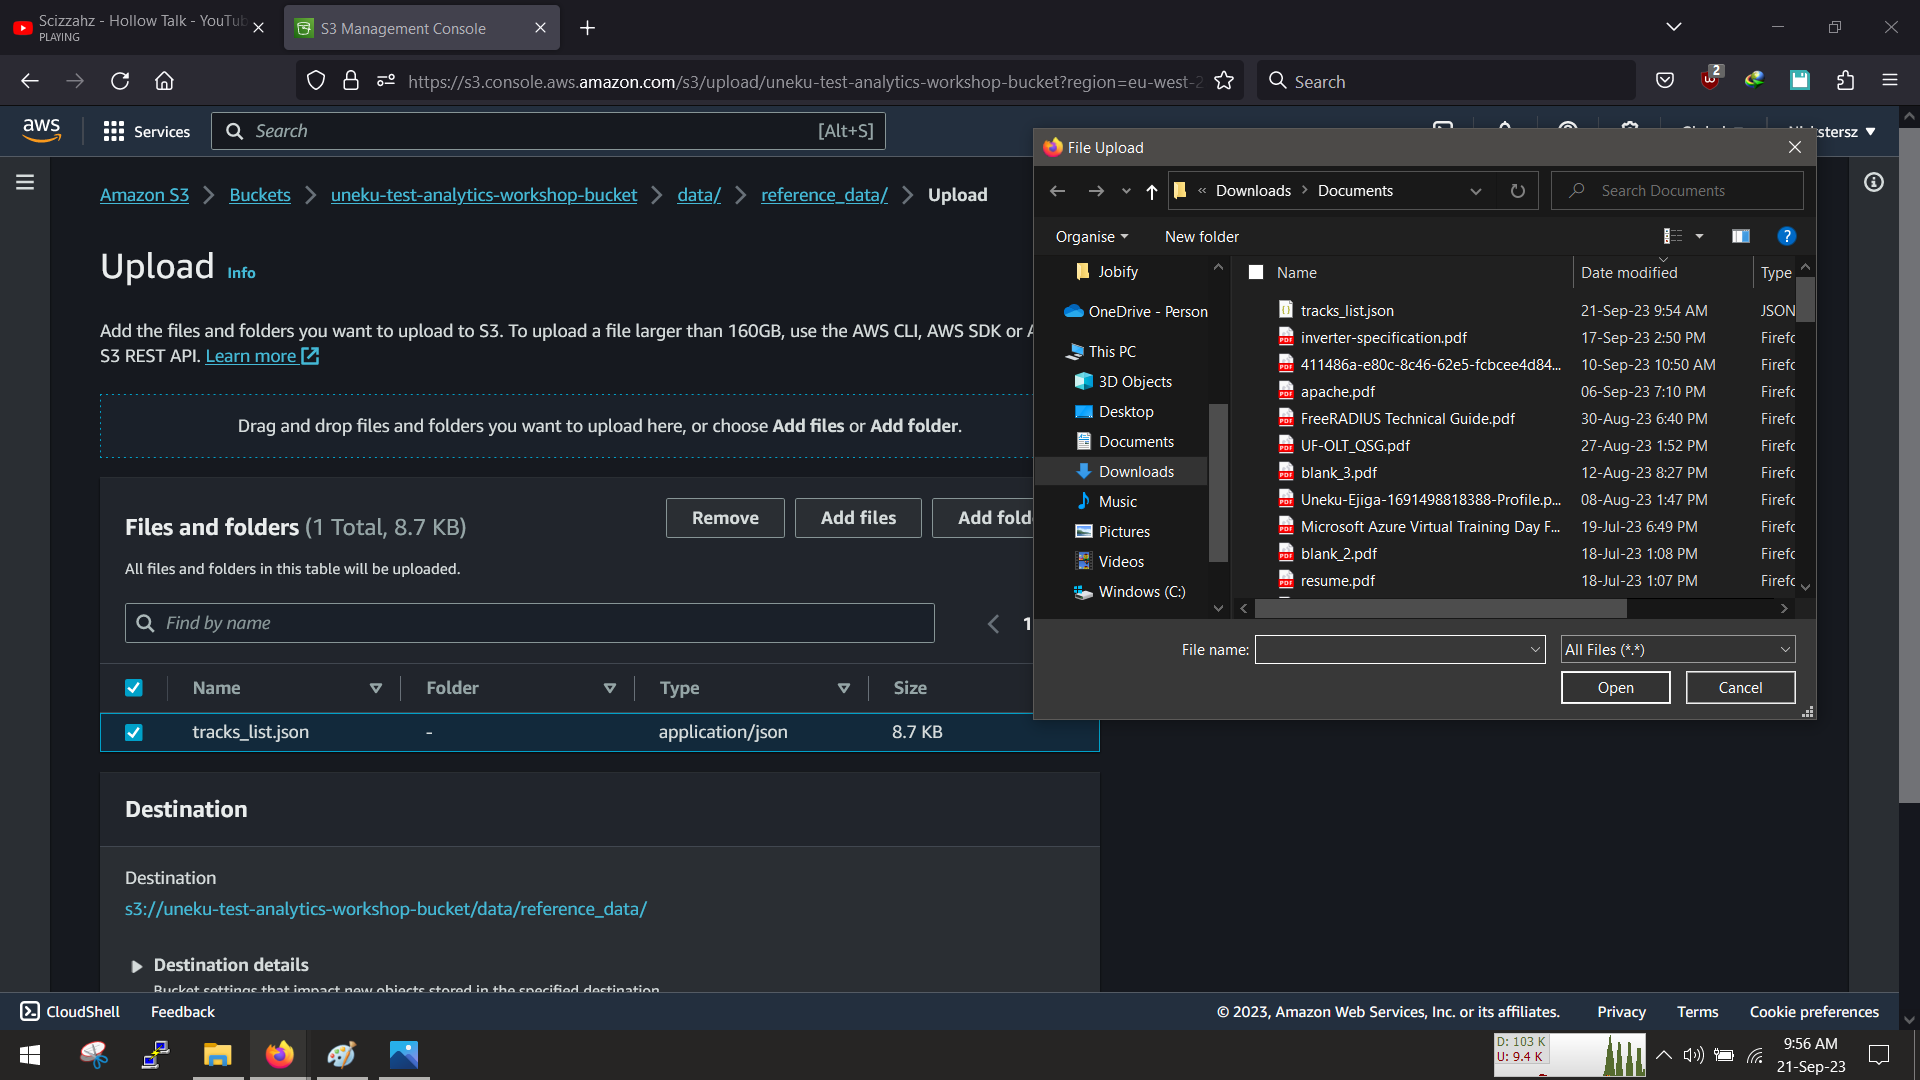 Scizzahz - Hollow Talk - YouTub
PLAYING
S3 Management Console
https://s3.console.aws.amazon.com/s3/upload/uneku-test-analytics-workshop-bucket?region=eu-west-2
Search
2
aws
Services
Search
[Alt+S]
Amazon S3
Buckets
uneku-test-analytics-workshop-bucket
data/
reference_data/
Upload
Upload
Info
Add the files and folders you want to upload to S3. To upload a file larger than 160GB, use the AWS CLI, AWS SDK or A
S3 REST API. Learn more
Drag and drop files and folders you want to upload here, or choose Add files or Add folder.
Files and folders (1 Total, 8.7 KB)
Remove
Add files
Add fold
All files and folders in this table will be uploaded.
Find by name
1
Name
Folder
Type
Size
tracks_list.json
-
application/json
8.7 KB
Destination
Destination
s3://uneku-test-analytics-workshop-bucket/data/reference_data/
Destination details
Bucket settings that impact new objects stored in the specified destination.
File Upload
« Downloads
Documents
Search Documents
Organise
New folder
?
Jobify
OneDrive - Person
This PC
3D Objects
Desktop
Documents
Downloads
Music
Pictures
Videos
Windows (C:)
Name
Date modified
Type
tracks_list.json 21-Sep-23 9:54 AM JSON
inverter-specification.pdf 17-Sep-23 2:50 PM Firefo
411486a-e80c-8c46-62e5-fcbcee4d84... 10-Sep-23 10:50 AM Firefo
apache.pdf 06-Sep-23 7:10 PM Firefo
FreeRADIUS Technical Guide.pdf 30-Aug-23 6:40 PM Firefo
UF-OLT_QSG.pdf 27-Aug-23 1:52 PM Firefo
blank_3.pdf 12-Aug-23 8:27 PM Firefo
Uneku-Ejiga-1691498818388-Profile.p... 08-Aug-23 1:47 PM Firefo
Microsoft Azure Virtual Training Day F... 19-Jul-23 6:49 PM Firefo
blank_2.pdf 18-Jul-23 1:08 PM Firefo
resume.pdf 18-Jul-23 1:07 PM Firefo
File name:
All Files (*.*)
Open
Cancel
CloudShell
Feedback
© 2023, Amazon Web Services, Inc. or its affiliates.
Privacy
Terms
Cookie preferences
D: 103 K
U: 9.4 K
9:56 AM
21-Sep-23